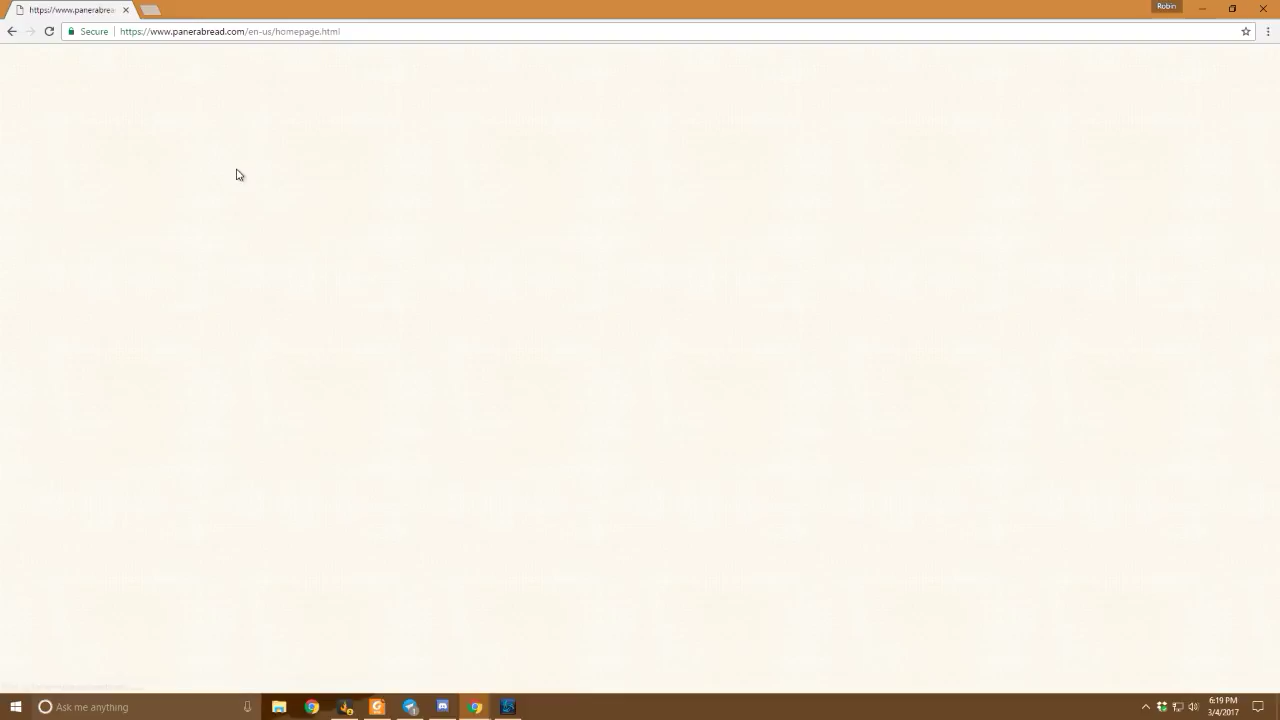 https://www.panerabrea
Robin
Secure
https://www.panerabread.com/en-us/homepage.html
Ask me anything
6:19 PM
3/4/2017